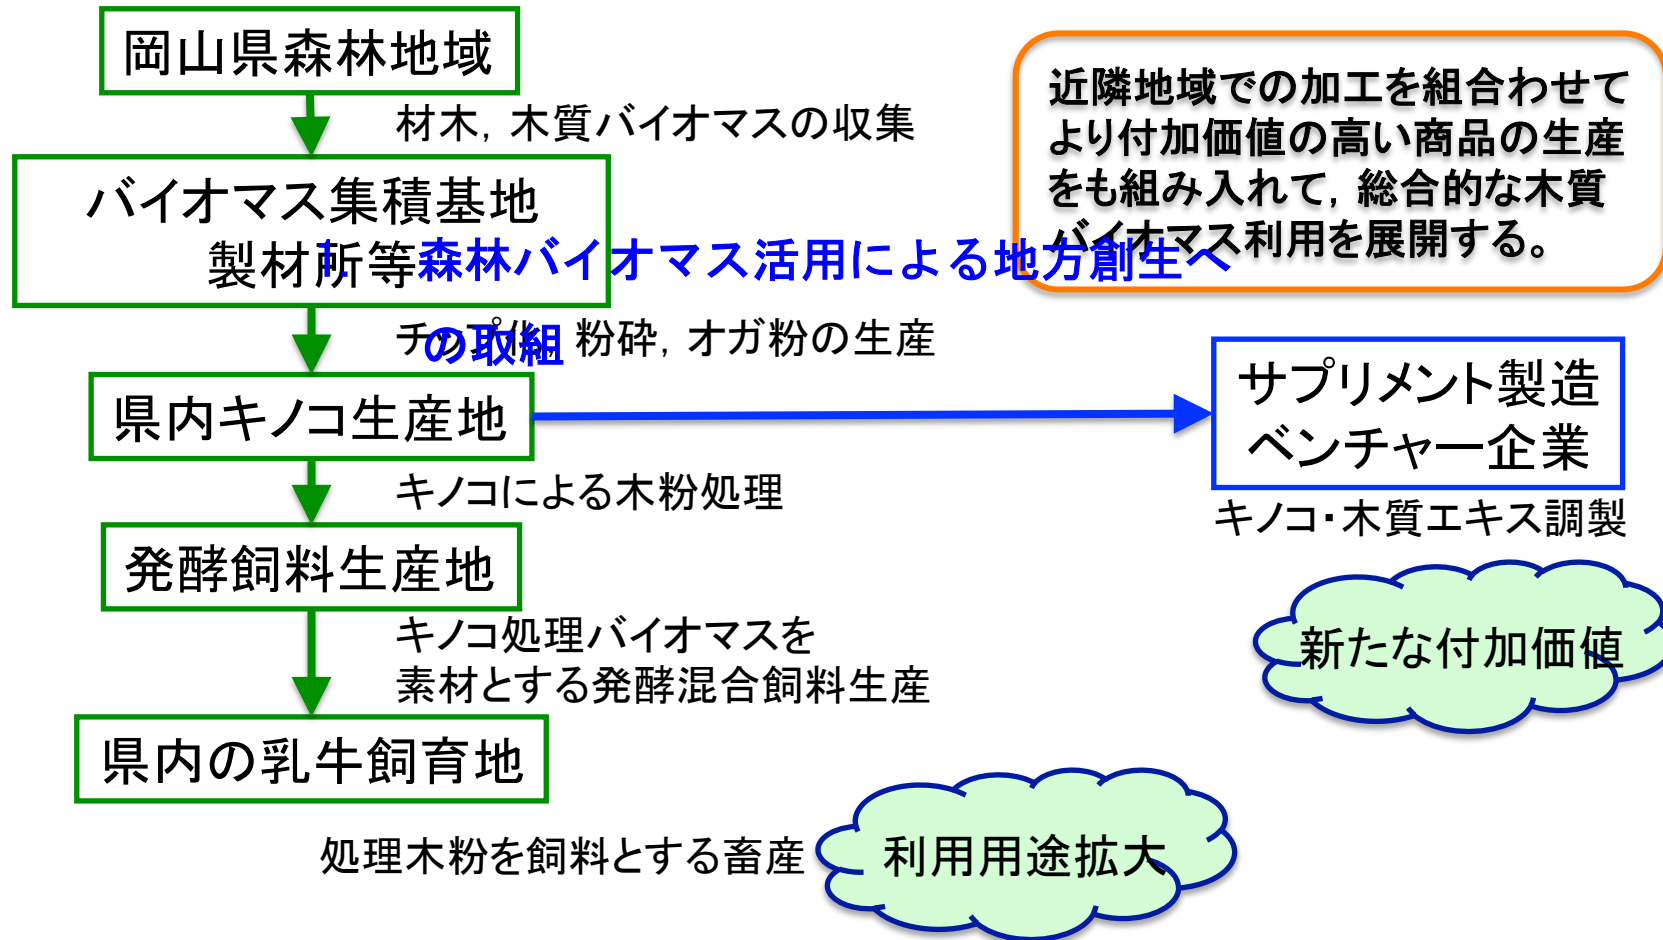 岡山県森林地域
材木，木質バイオマスの収集
バイオマス集積基地
製材所等
近隣地域での加工を組合わせて
より付加価値の高い商品の生産
をも組み入れて，総合的な木質
バイオマス利用を展開する。
1. 森林バイオマス活用による地方創生へ
の取組
チップ化，粉砕，オガ粉の生産
県内キノコ生産地
サプリメント製造
ベンチャー企業
キノコ・木質エキス調製
キノコによる木粉処理
発酵飼料生産地
キノコ処理バイオマスを
素材とする発酵混合飼料生産
新たな付加価値
県内の乳牛飼育地
処理木粉を飼料とする畜産
利用用途拡大